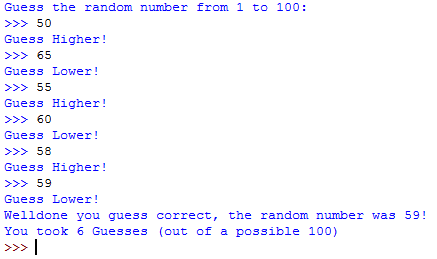 Guess the random number from 1 to 100:
>>> 50
Guess Higher!
>>> 65
Guess Lower!
>>> 55
Guess Higher!
>>> 60
Guess Lower!
>>> 58
Guess Higher!
>>> 59
Guess Lower!
Welldone you guess correct, the random number was 59!
You took 6 Guesses (out of a possible 100)
>>>